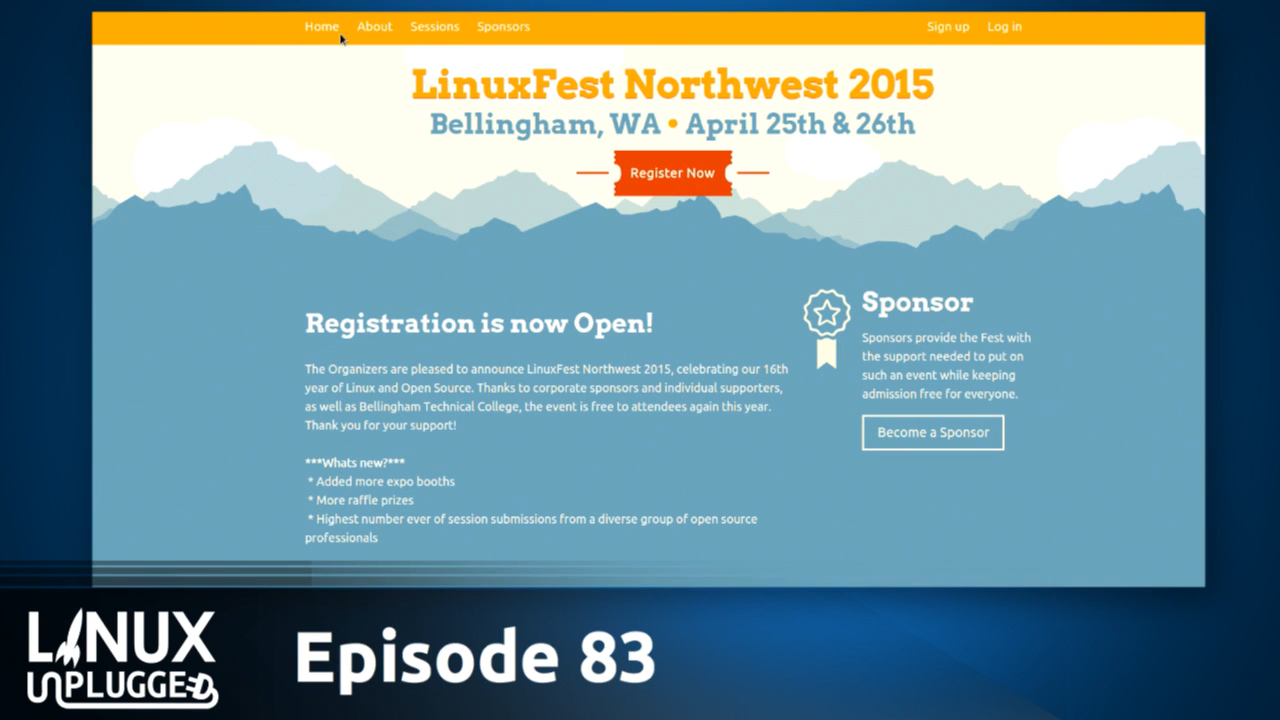 Home About Sessions Sponsors Sign up Log in
LinuxFest Northwest 2015
Bellingham, WA • April 25th & 26th
Register Now
Registration is now Open!
The Organizers are pleased to announce LinuxFest Northwest 2015, celebrating our 16th
year of Linux and Open Source. Thanks to corporate sponsors and individual supporters,
as well as Bellingham Technical College, the event is free to attendees again this year.
Thank you for your support!
***Whats new?***
* Added more expo booths
* More raffle prizes
* Highest number ever of session submissions from a diverse group of open source
professionals
Sponsor
Sponsors provide the Fest with
the support needed to put on
such an event while keeping
admission free for everyone.
Become a Sponsor
LINUX
UNPLUGGED
Episode 83